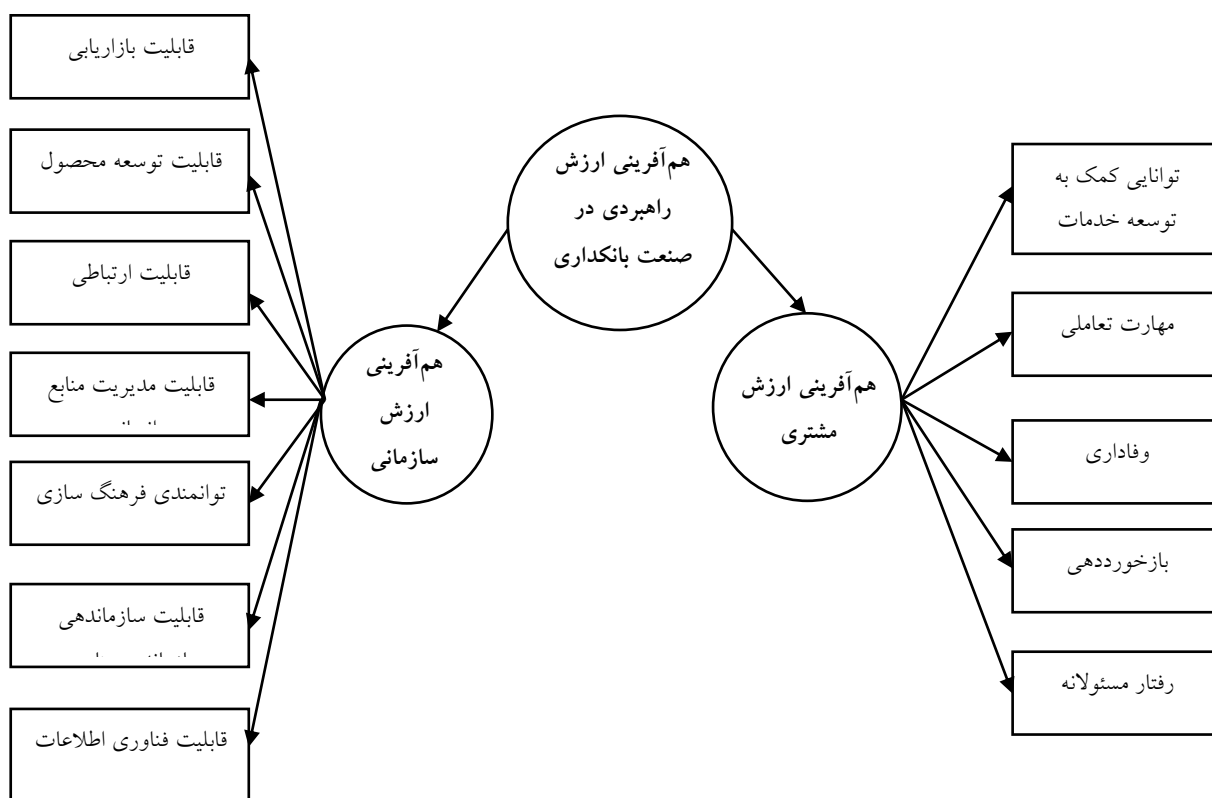 قابلیت بازاریابی
قابلیت توسعه محصول
قابلیت ارتباطی
قابلیت مدیریت منابع
توانمندی فرهنگ سازی
قابلیت سازماندهی
قابلیت فناوری اطلاعات
هم‌آفرینی ارزش
راهبردی در
صنعت بانکداری
هم‌آفرینی
ارزش
سازمانی
هم‌آفرینی ارزش
مشتری
توانایی کمک به
توسعه خدمات
مهارت تعاملی
وفاداری
بازخورددهی
رفتار مسئولانه